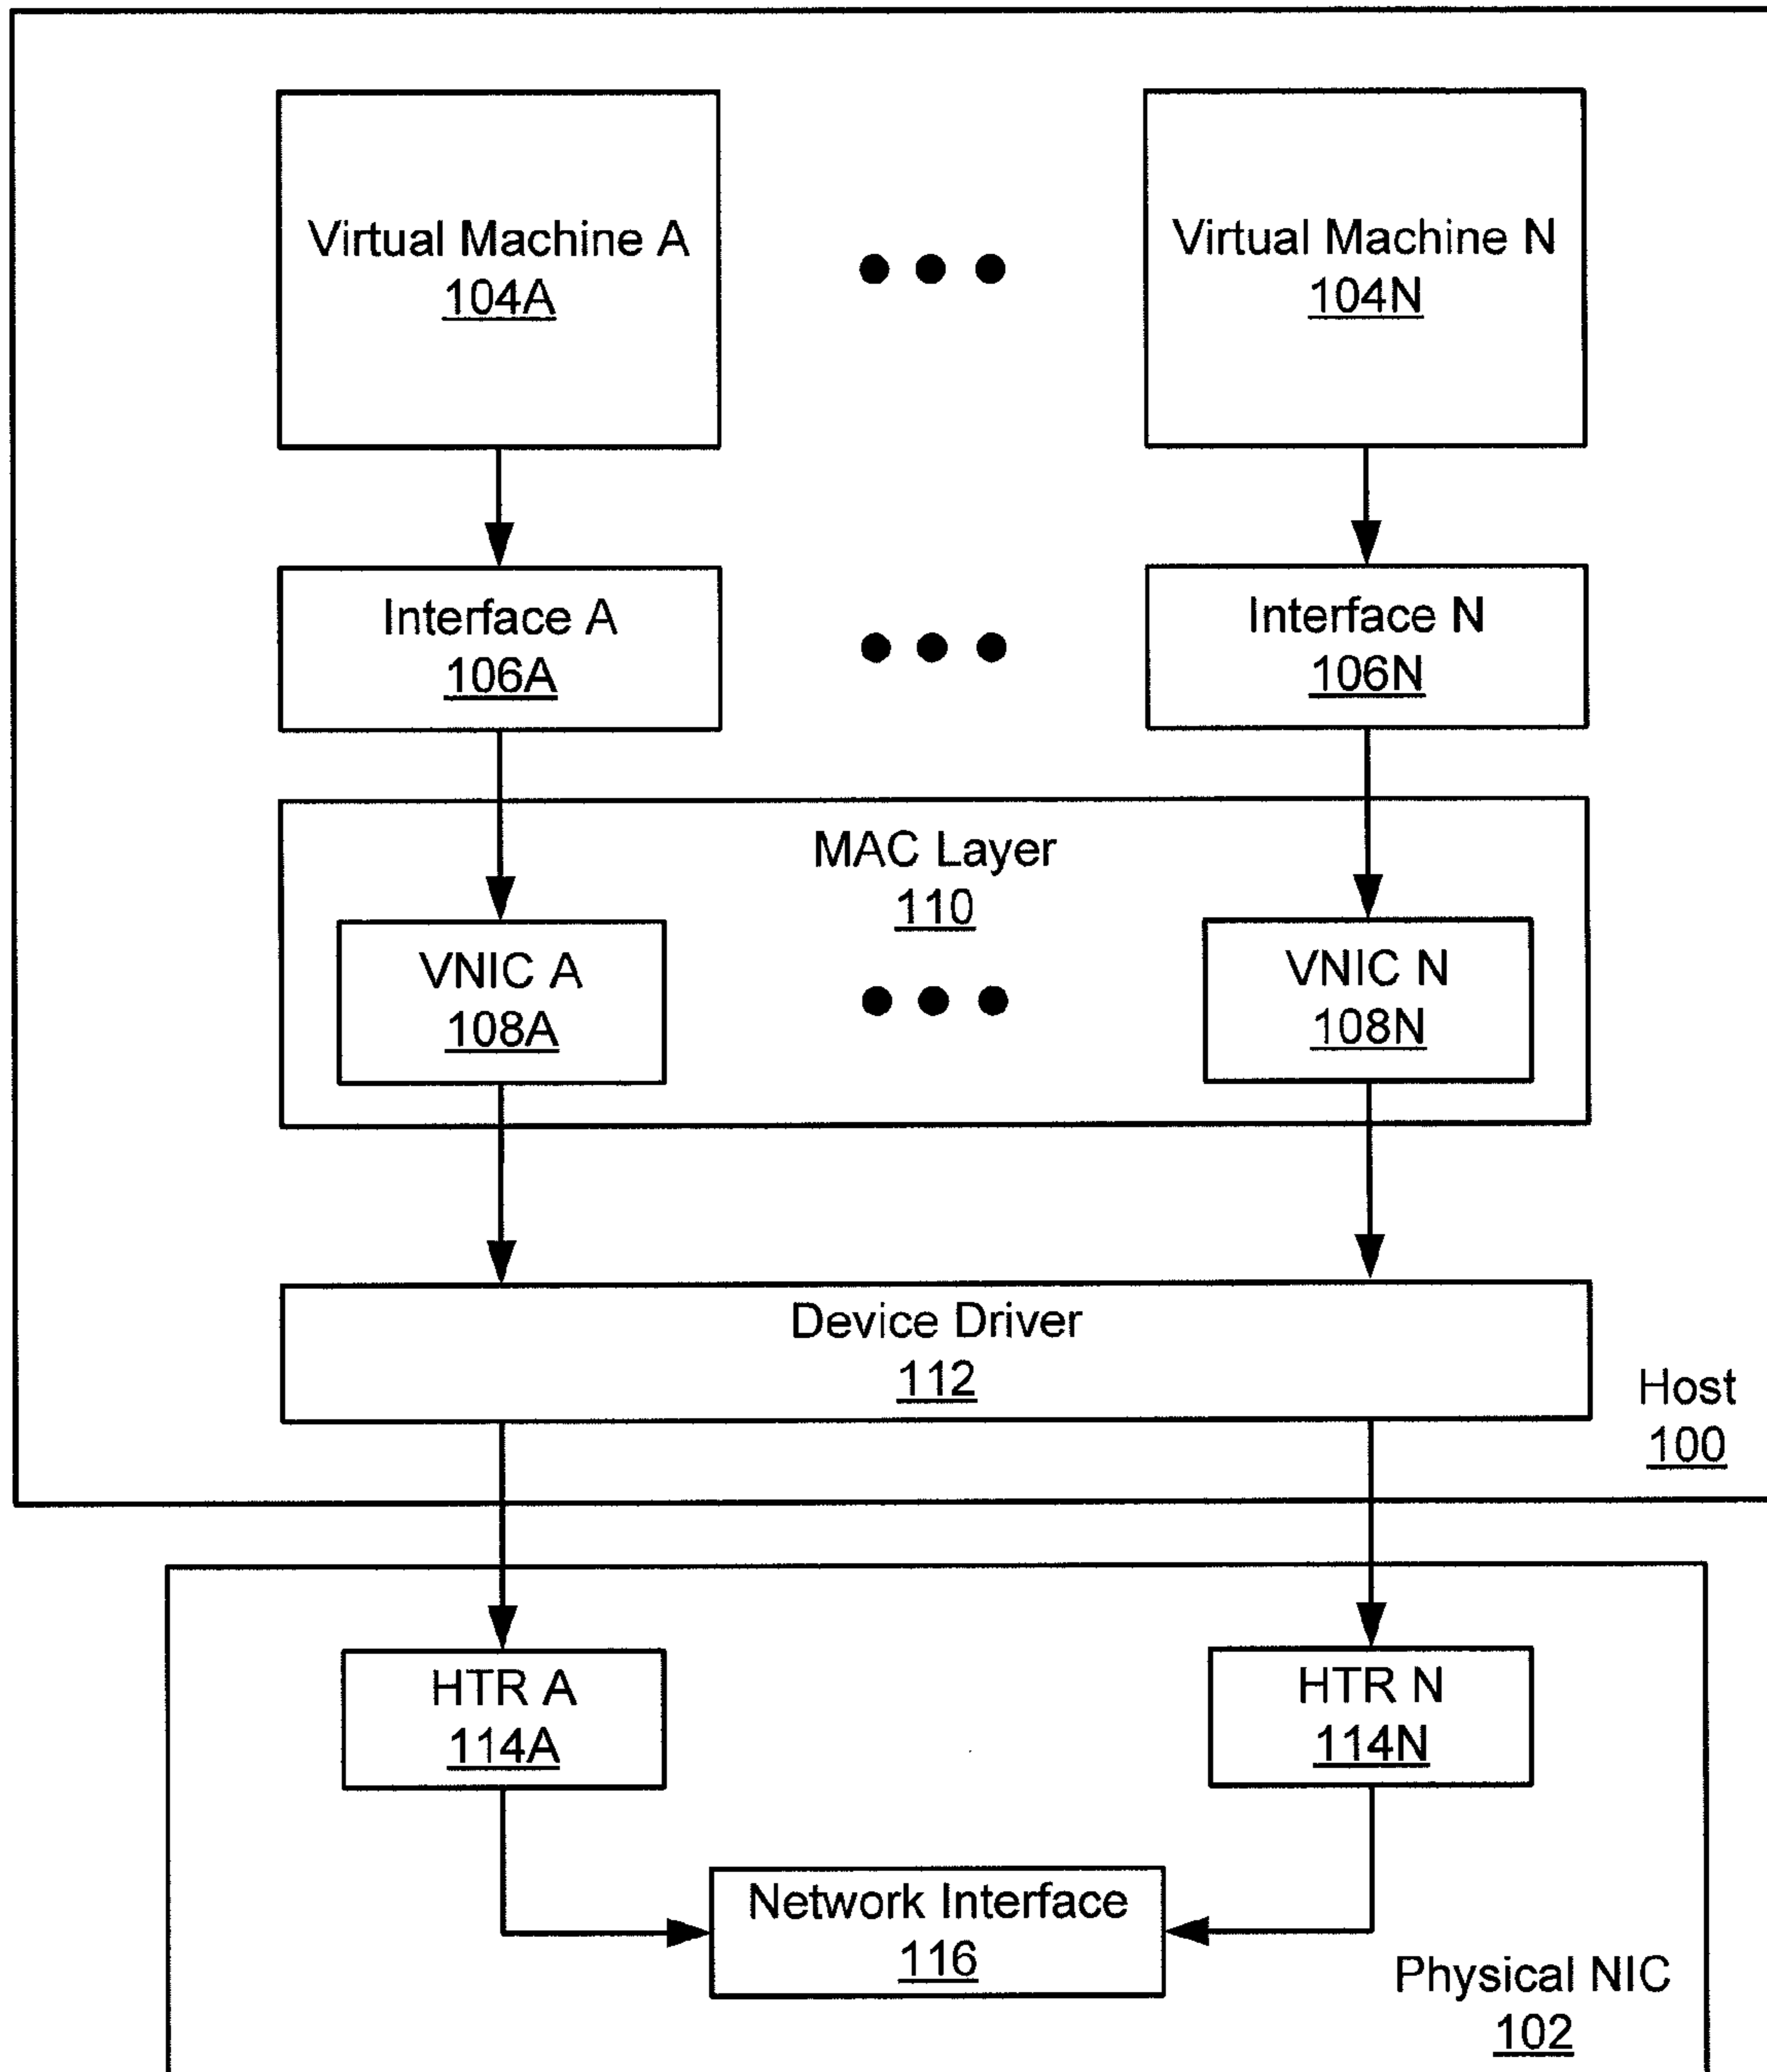 Virtual Machine A
104A
Virtual Machine N
104N
Interface A
106A
Interface N
106N
MAC Layer
110
VNIC A
108A
VNIC N
108N
Device Driver
112
Host
100
HTR A
114A
HTR N
114N
Network Interface
116
Physical NIC
102